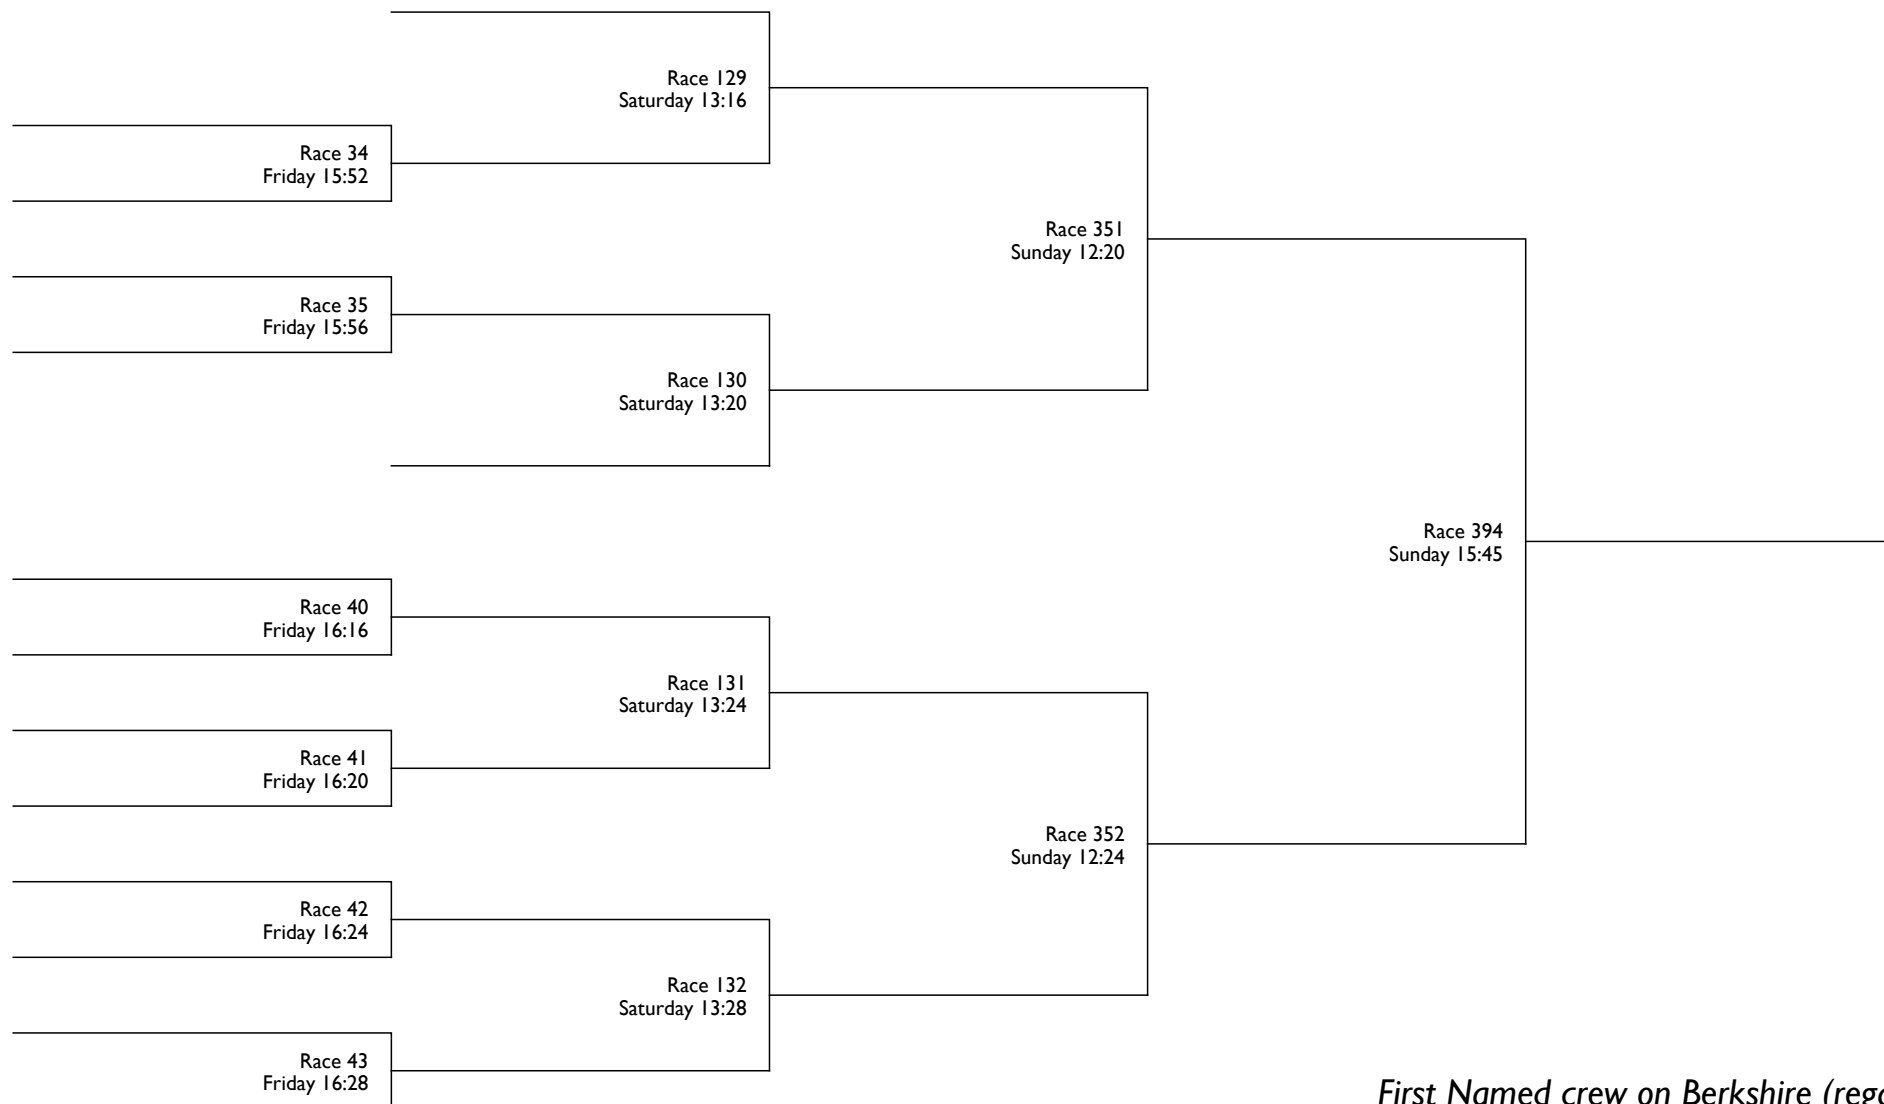 Race 129
Saturday 13:16
Race 34
Friday 15:52
Race 351
Sunday 12:20
Race 35
Friday 15:56
Race 130
Saturday 13:20
Race 394
Sunday 15:45
Race 40
Friday 16:16
Race 131
Saturday 13:24
Race 41
Friday 16:20
Race 352
Sunday 12:24
Race 42
Friday 16:24
Race 132
Saturday 13:28
Race 43
Friday 16:28
First Named crew on Berkshire